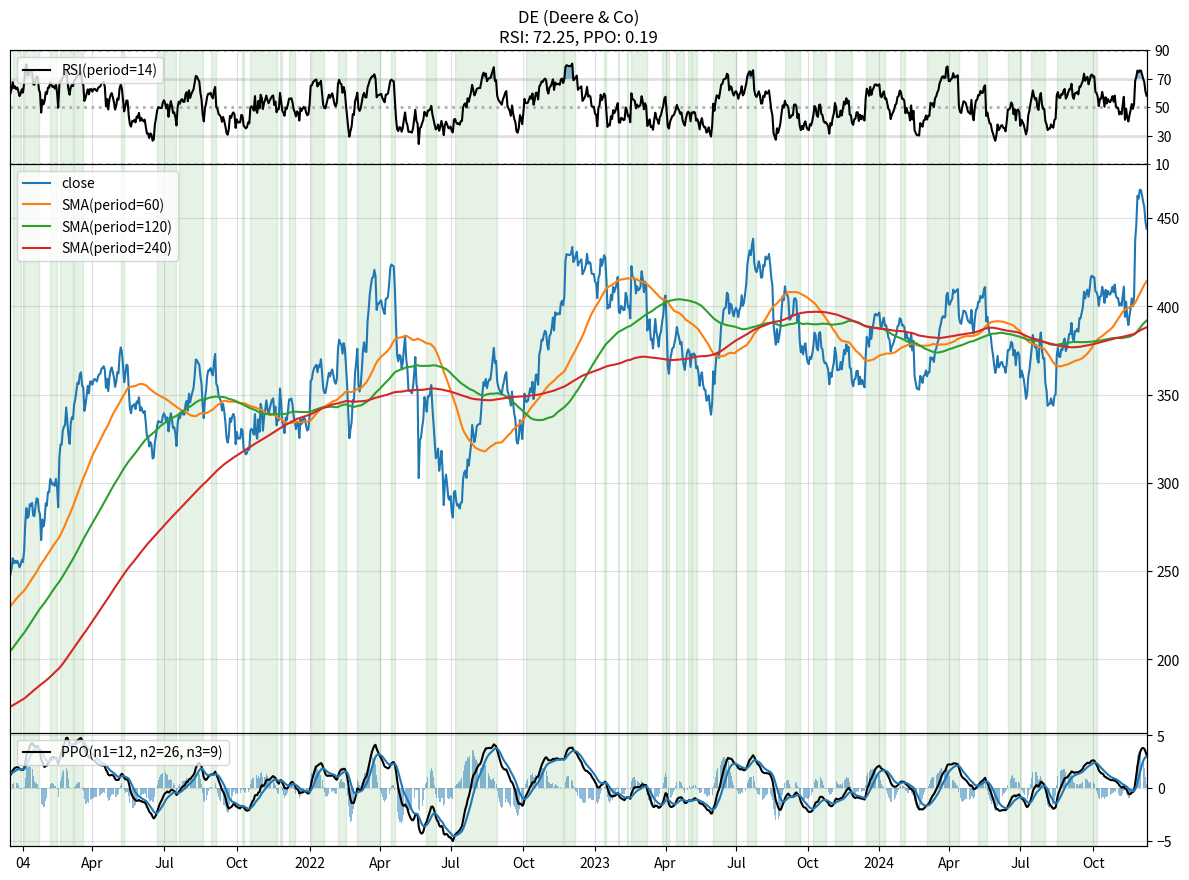 DE (Deere & Co)
RSI: 72.25, PPO: 0.19
RSI(period=14)
90
70
50
30
10
close
SMA(period=60)
SMA(period=120)
SMA(period=240)
450
400
350
300
250
200
PPO(n1=12, n2=26, n3=9)
5
0
−5
04 Apr Jul Oct 2022 Apr Jul Oct 2023 Apr Jul Oct 2024 Apr Jul Oct